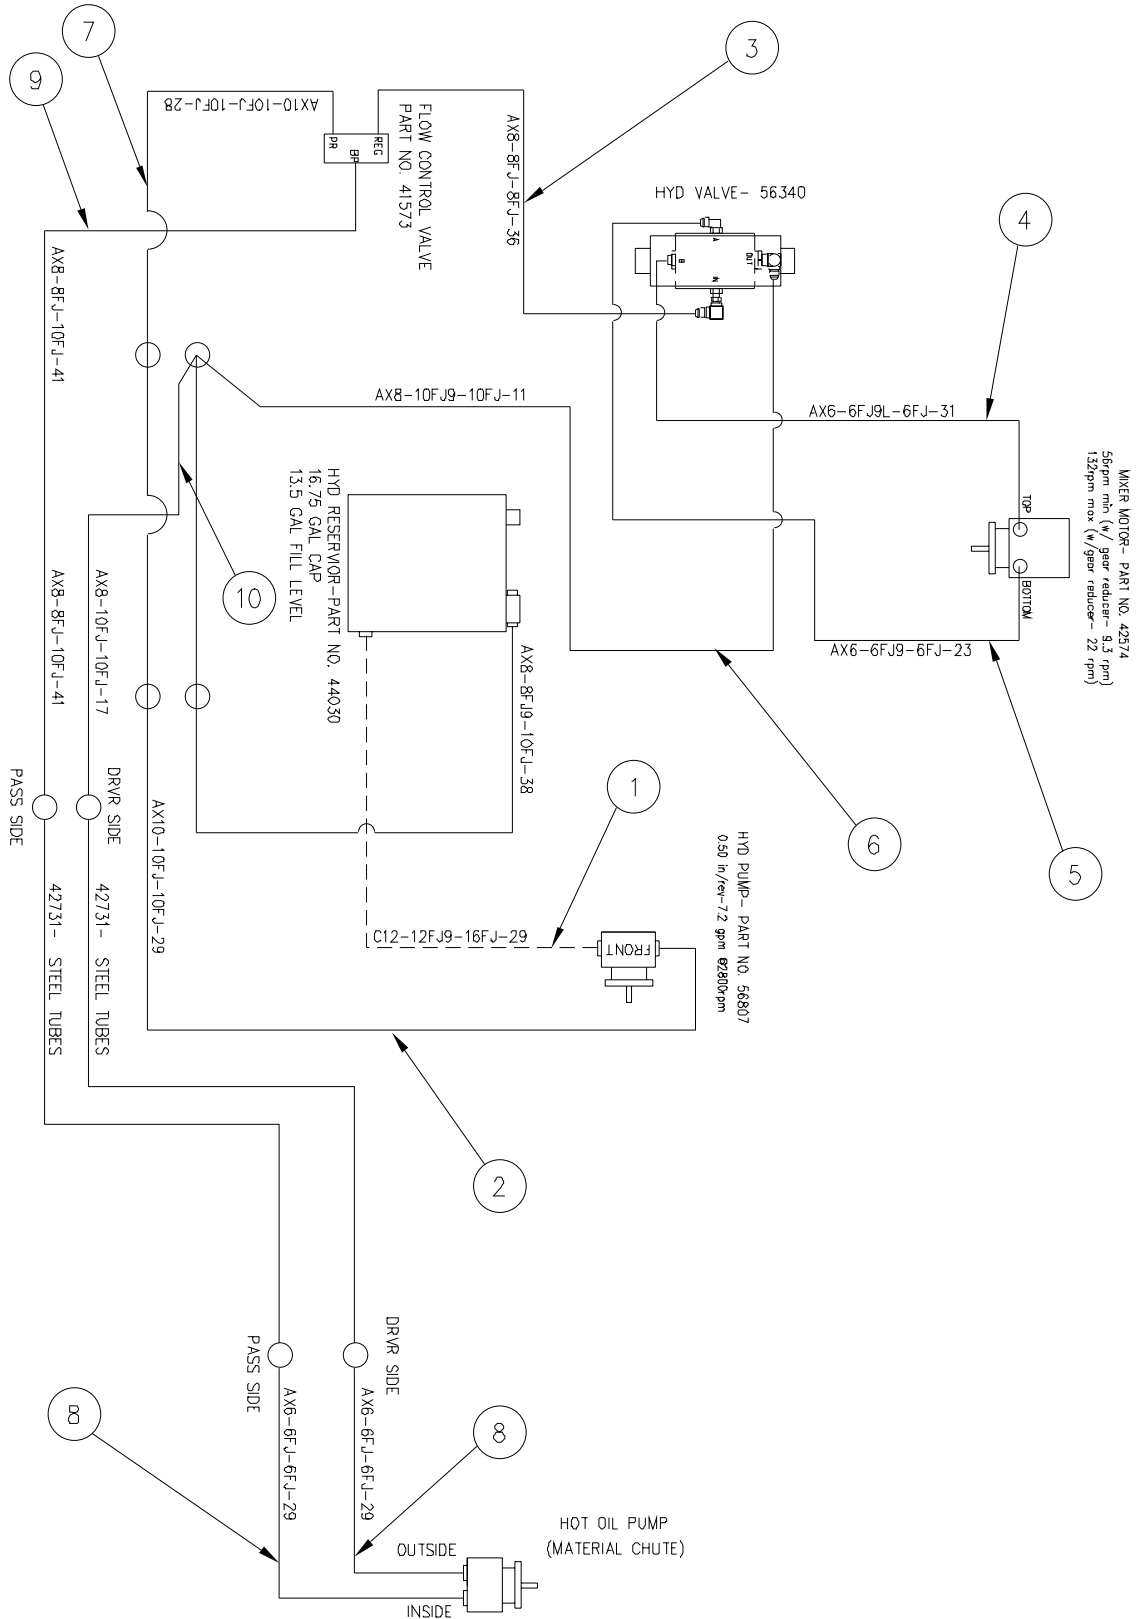 7
9
3
4
AX10-10FJ-10FJ-28
PR
BP
REG
FLOW CONTROL VALVE
PART NO. 41573
AX8-8FJ-8FJ-36
HYD VALVE- 56340
A
B
OUT
IN
AX8-8FJ-10FJ-41
AX8-10FJ9-10FJ-11
AX6-6FJ9L-6FJ-31
MIXER MOTOR- PART NO. 42574
56rpm min (w/ gear reducer- 9.3 rpm)
132rpm max (w/gear reducer- 22 rpm)
TOP
BOTTOM
HYD RESERVIOR-PART NO. 44030
16.75 GAL CAP
13.5 GAL FILL LEVEL
10
AX6-6FJ9-6FJ-23
AX8-8FJ-10FJ-41
AX8-10FJ-10FJ-17
AX8-8FJ9-10FJ-38
1
6
5
PASS SIDE
DRVR SIDE
AX10-10FJ-10FJ-29
HYD PUMP- PART NO. 56807
0.50 in/rev-7.2 gpm @2800rpm
C12-12FJ9-16FJ-29
FRONT
42731- STEEL TUBES
42731- STEEL TUBES
2
PASS SIDE
DRVR SIDE
AX6-6FJ-6FJ-29
AX6-6FJ-6FJ-29
8
8
HOT OIL PUMP
(MATERIAL CHUTE)
OUTSIDE
INSIDE